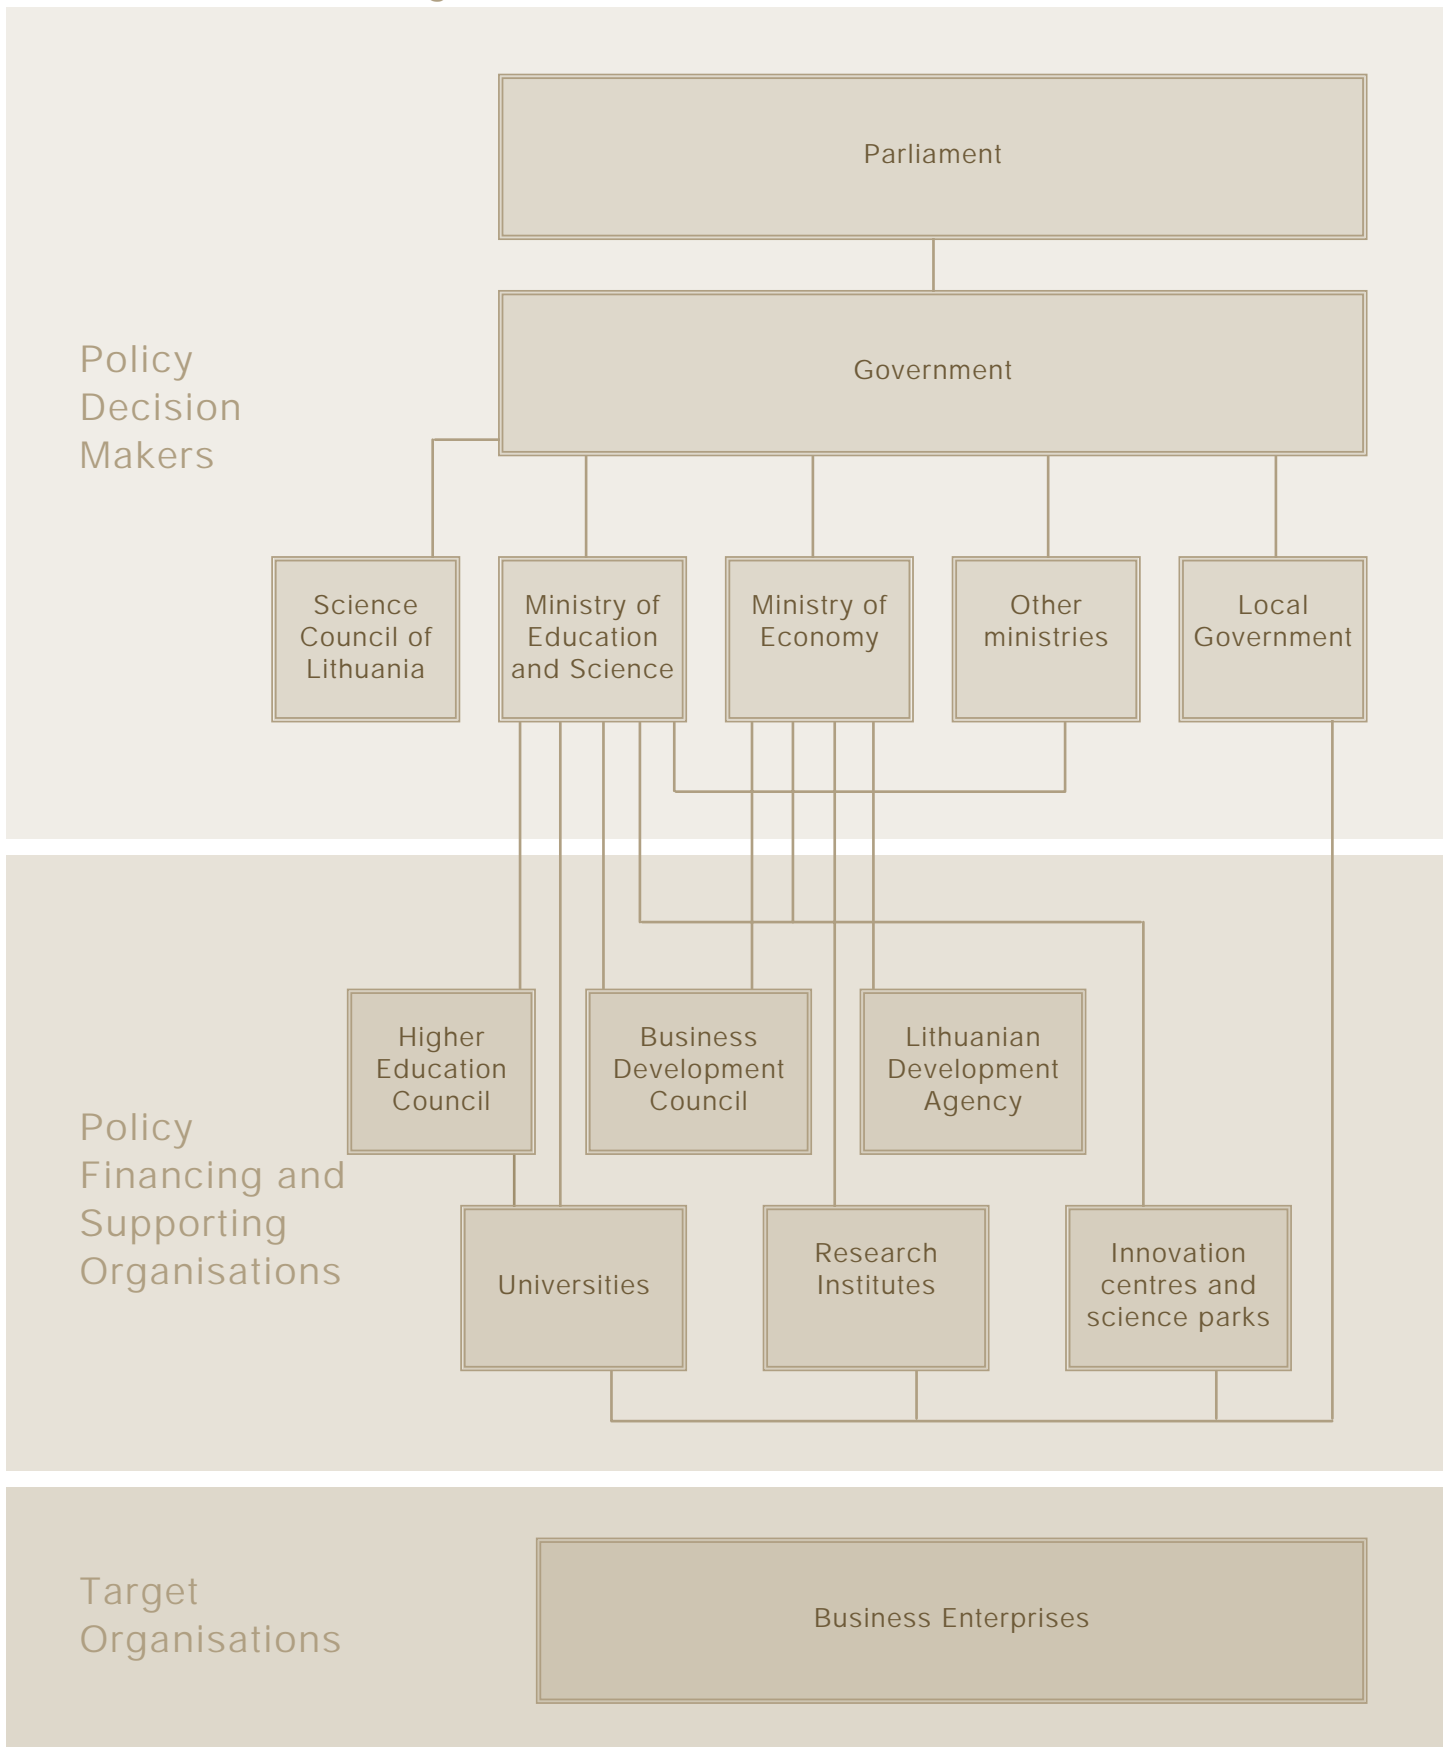 Parliament
Government
Policy
Decision
Makers
Science
Council of
Lithuania
Ministry of
Education
and Science
Ministry of
Economy
Other
ministries
Local
Government
Higher
Education
Council
Business
Development
Council
Lithuanian
Development
Agency
Policy
Financing and
Supporting
Organisations
Universities
Research
Institutes
Innovation
centres and
science parks
Target
Organisations
Business Enterprises